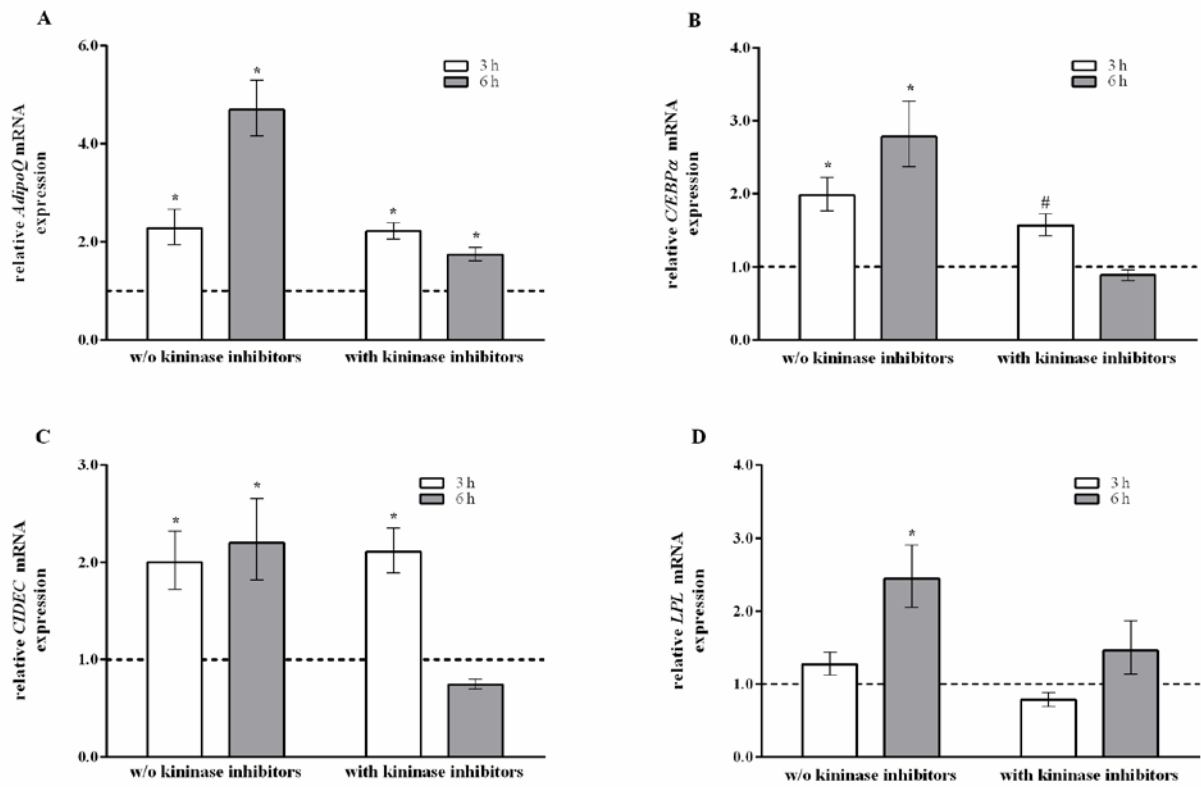 A
relative AdipoQ mRNA
expression
6.0
4.0
2.0
0.0
3 h
6 h
*
*
*
*
w/o kininase inhibitors
with kininase inhibitors
B
relative C/EBPα mRNA
expression
4.0
3.0
2.0
1.0
0.0
3 h
6 h
*
*
#
w/o kininase inhibitors
with kininase inhibitors
C
relative CIDEC mRNA
expression
3.0
2.0
1.0
0.0
3 h
6 h
*
*
*
w/o kininase inhibitors
with kininase inhibitors
D
relative LPL mRNA
expression
4.0
3.0
2.0
1.0
0.0
3 h
6 h
*
w/o kininase inhibitors
with kininase inhibitors